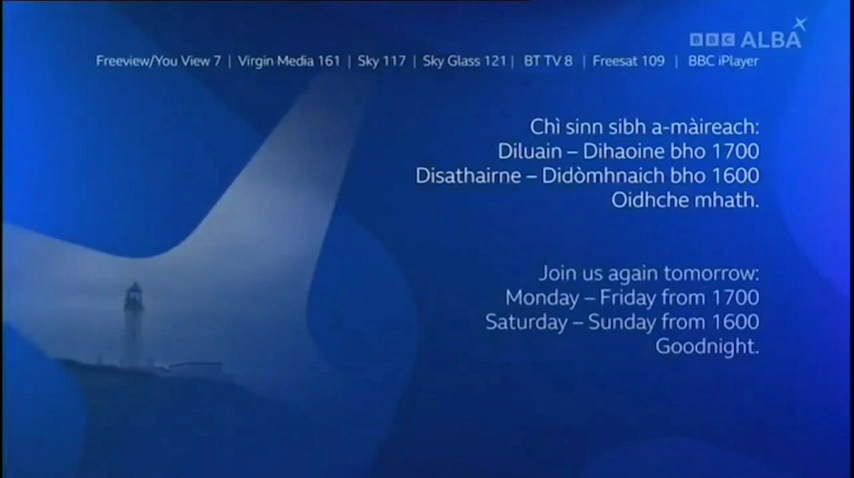 BBC ALBA
Freeview/You View 7 | Virgin Media 161 | Sky 117 | Sky Glass 121 | BT TV 8 | Freesat 109 | BBC iPlayer
Chì sinn sibh a-màireach:
Diluain – Dihaoine bho 1700
Disathairne – Didòmhnaich bho 1600
Oidhche mhath.
Join us again tomorrow:
Monday – Friday from 1700
Saturday – Sunday from 1600
Goodnight.